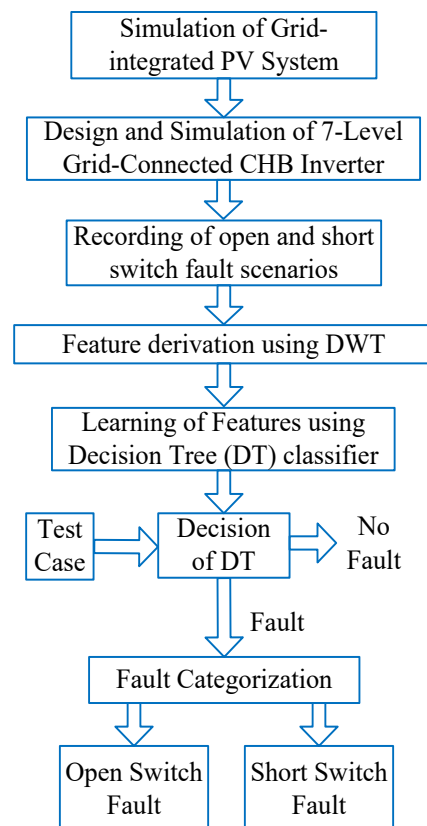 Simulation of Grid-
integrated PV System
Design and Simulation of 7-Level
Grid-Connected CHB Inverter
Recording of open and short
switch fault scenarios
Feature derivation using DWT
Learning of Features using
Decision Tree (DT) classifier
Test
Case
Decision
of DT
No
Fault
Fault
Fault Categorization
Open Switch
Fault
Short Switch
Fault